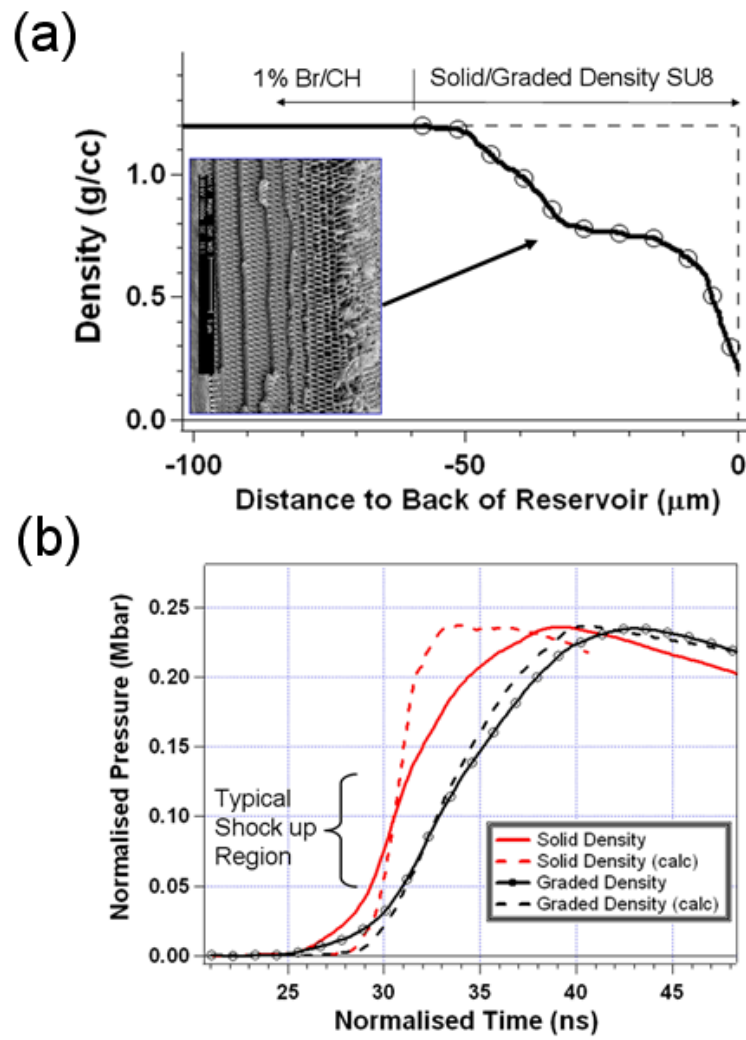 (a)
1% Br/CH
Solid/Graded Density SU8
Density (g/cc)
1.0
0.5
0.0
-100
-50
0
Distance to Back of Reservoir (μm)
(b)
Normalised Pressure (Mbar)
0.25
0.20
0.15
0.10
0.05
0.00
Typical
Shock up
Region
Solid Density
Solid Density (calc)
Graded Density
Graded Density (calc)
25
30
35
40
45
Normalised Time (ns)